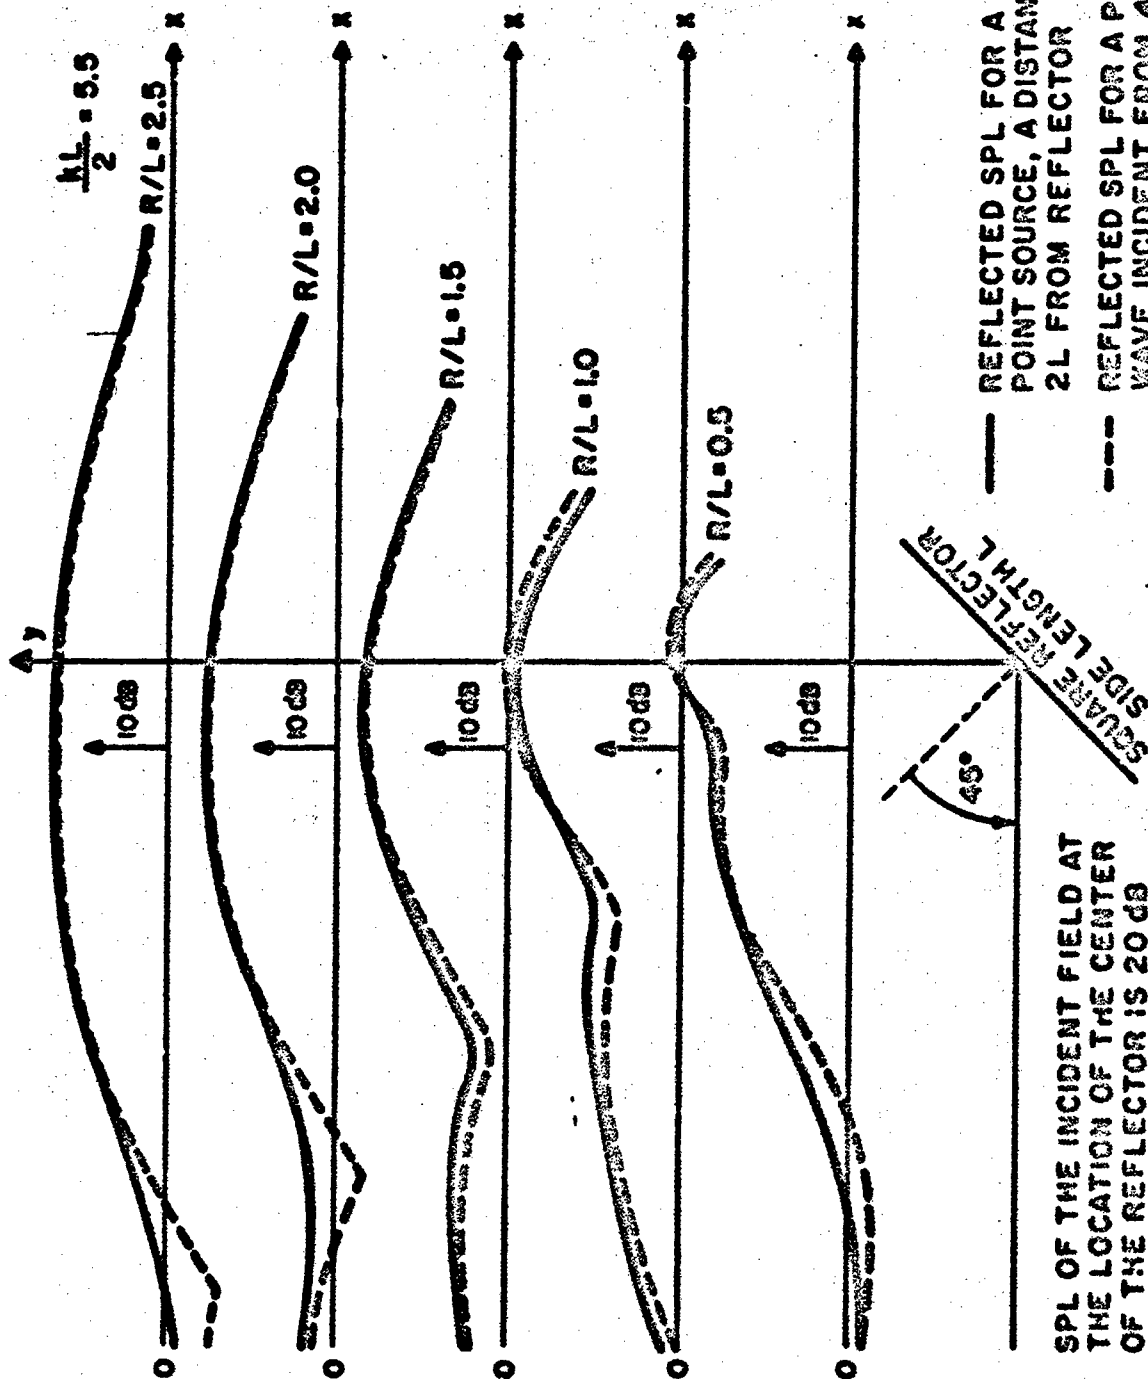 kL
2
= 5.5
R/L=2.5
x
y
10 dB
0
R/L=2.0
x
10 dB
0
R/L=1.5
x
10 dB
0
R/L=1.0
x
10 dB
0
R/L=0.5
x
10 dB
0
45°
SQUARE REFLECTOR
SIDE LENGTH L
SPL OF THE INCIDENT FIELD AT
THE LOCATION OF THE CENTER
OF THE REFLECTOR IS 20 dB
REFLECTED SPL FOR A
POINT SOURCE, A DISTAN
2L FROM REFLECTOR
REFLECTED SPL FOR A P
WAVE INCIDENT FROM